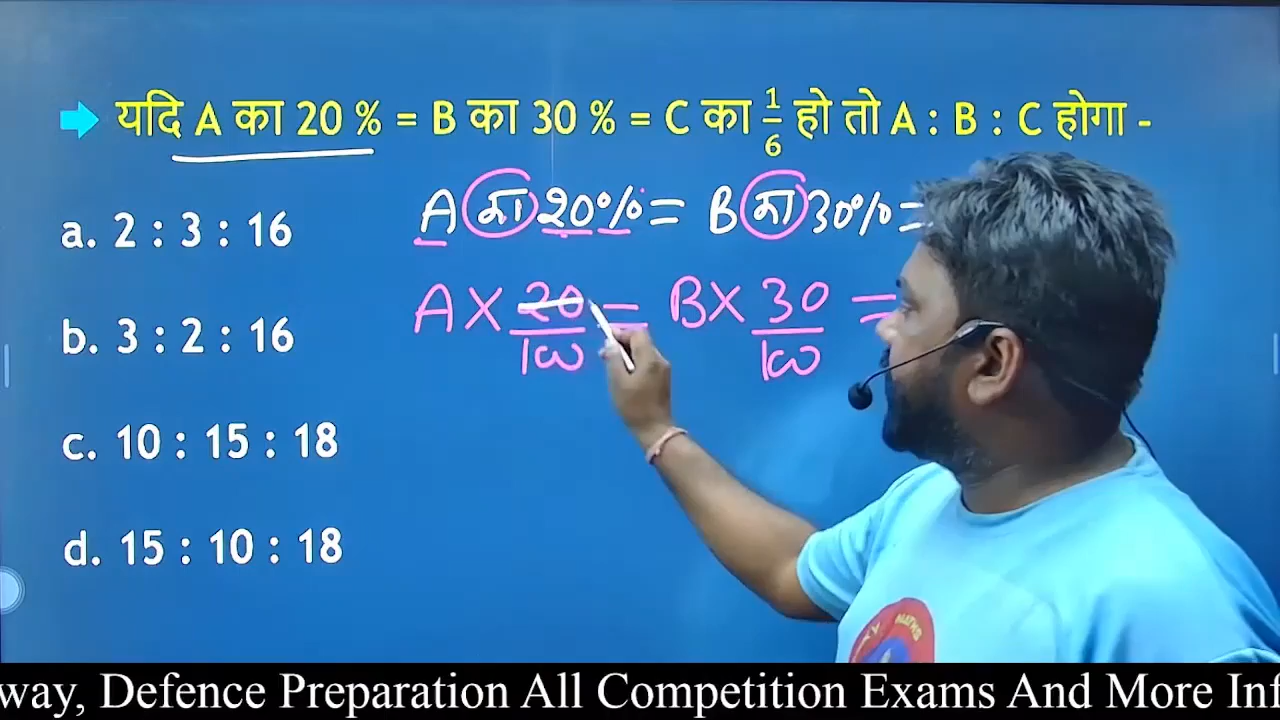 यदि A का 20 % = B का 30 % = C का 1/6 हो तो A : B : C होगा -
A का 20% = B का 30% =
a. 2 : 3 : 16
A X 20/100 = B X 30/100 =
b. 3 : 2 : 16
c. 10 : 15 : 18
d. 15 : 10 : 18
MATHS
way, Defence Preparation All Competition Exams And More Inf